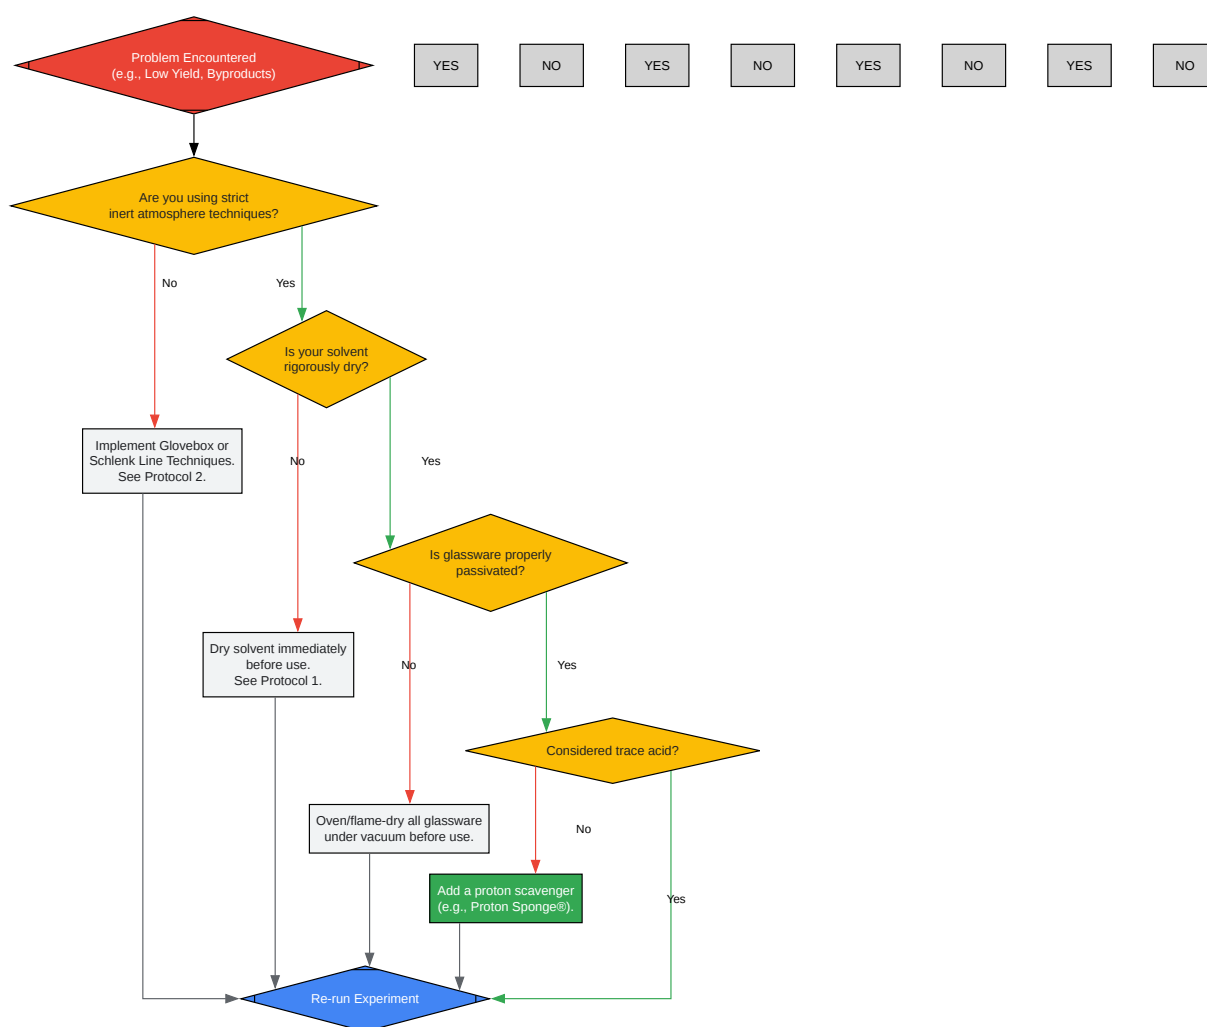 Problem Encountered
(e.g., Low Yield, Byproducts)
YES
NO
YES
NO
YES
NO
YES
NO
Are you using strict
inert atmosphere techniques?
No
Yes
Is your solvent
rigorously dry?
Implement Glovebox or
Schlenk Line Techniques.
See Protocol 2.
No
Yes
Is glassware properly
passivated?
Dry solvent immediately
before use.
See Protocol 1.
No
Yes
Considered trace acid?
Oven/flame-dry all glassware
under vacuum before use.
No
Add a proton scavenger
(e.g., Proton Sponge®).
Yes
Re-run Experiment